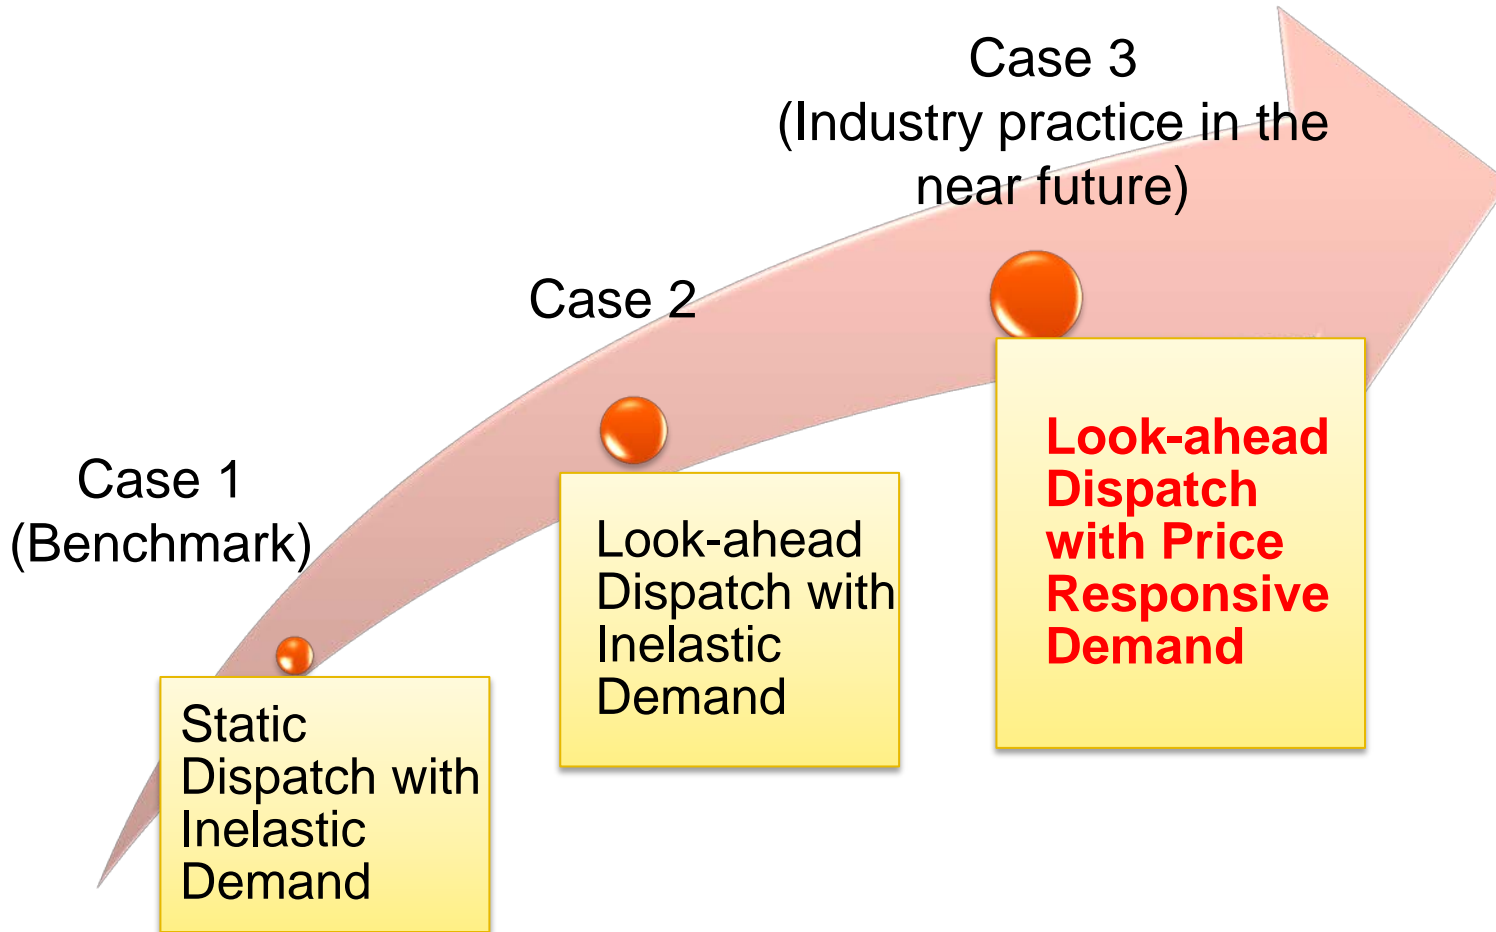 Case 1
(Benchmark)
Static
Dispatch with
Inelastic
Demand
Case 2
Look-ahead
Dispatch with
Inelastic
Demand
Case 3
(Industry practice in the
near future)
Look-ahead
Dispatch
with Price
Responsive
Demand